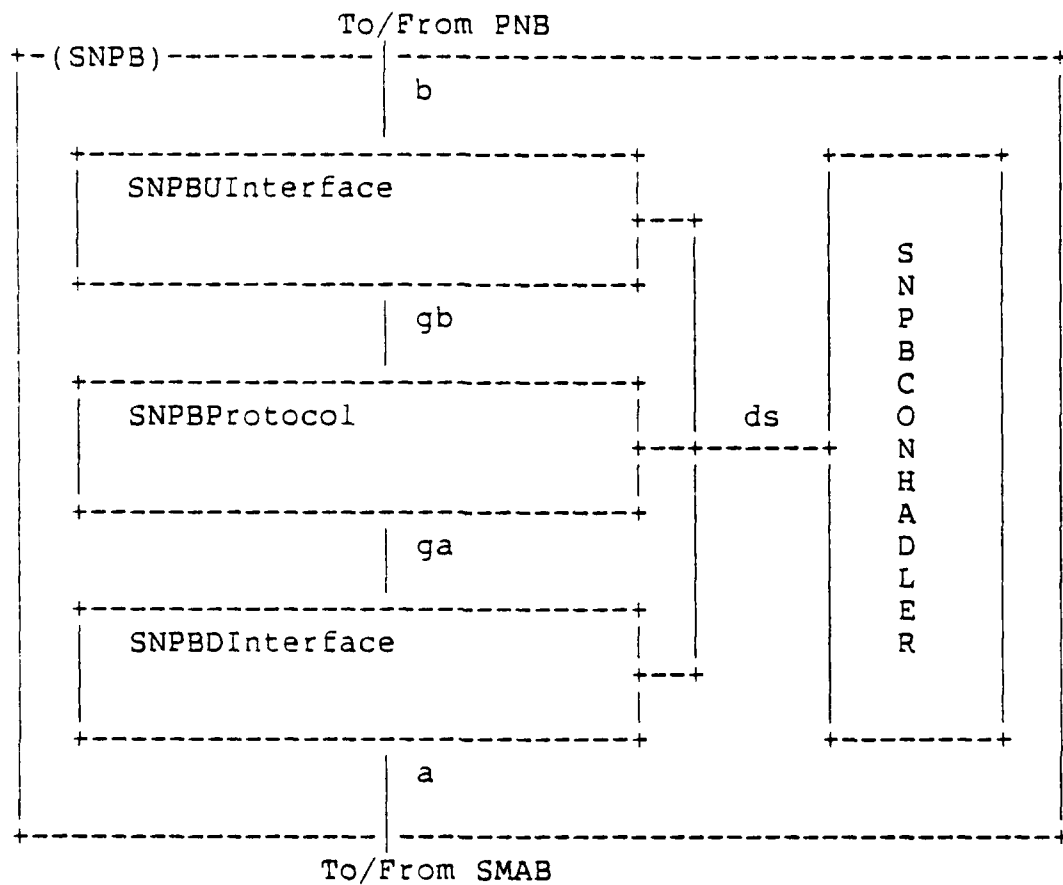 To/From PNB
(SNPB)
b
SNPBUInterface
gb
SNPBProtocol
ds
ga
SNPBDInterface
a
SNPBCONHADLER
To/From SMAB